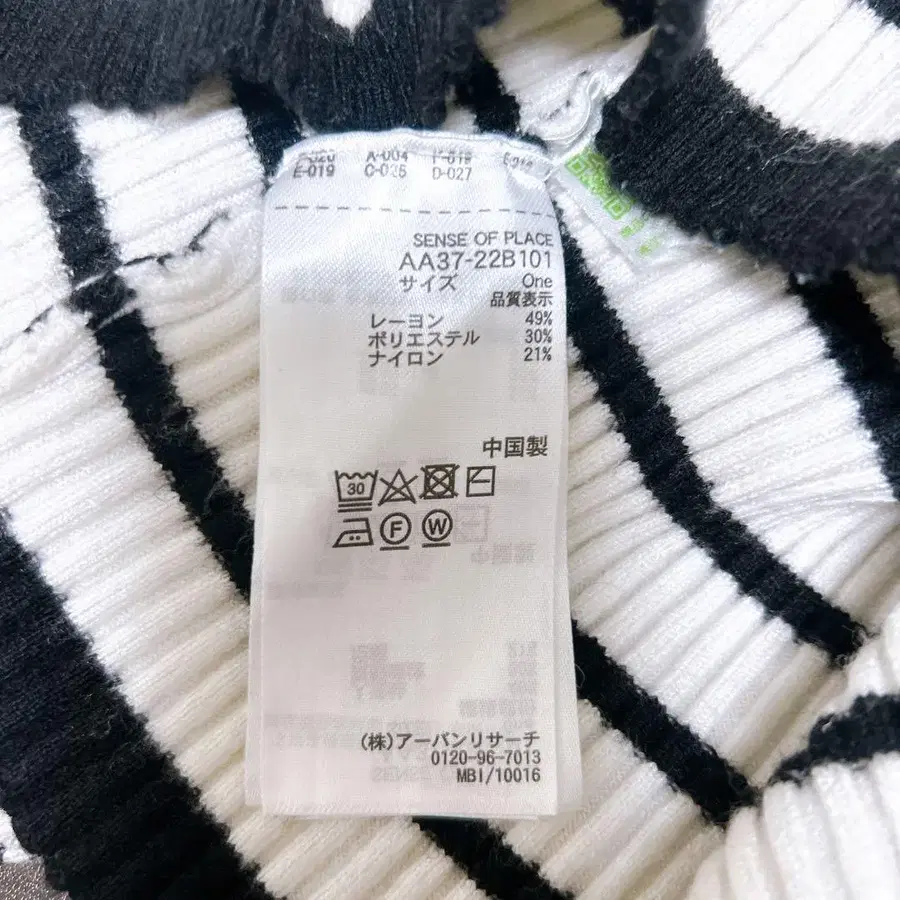 A-004
E-019 C-035 D-027
SENSE OF PLACE
AA37-22B101
サイズ One
品質表示
レーヨン 49%
ポリエステル 30%
ナイロン 21%
中国製
30
F W
(株)アーバンリサーチ
0120-96-7013
MBI/10016